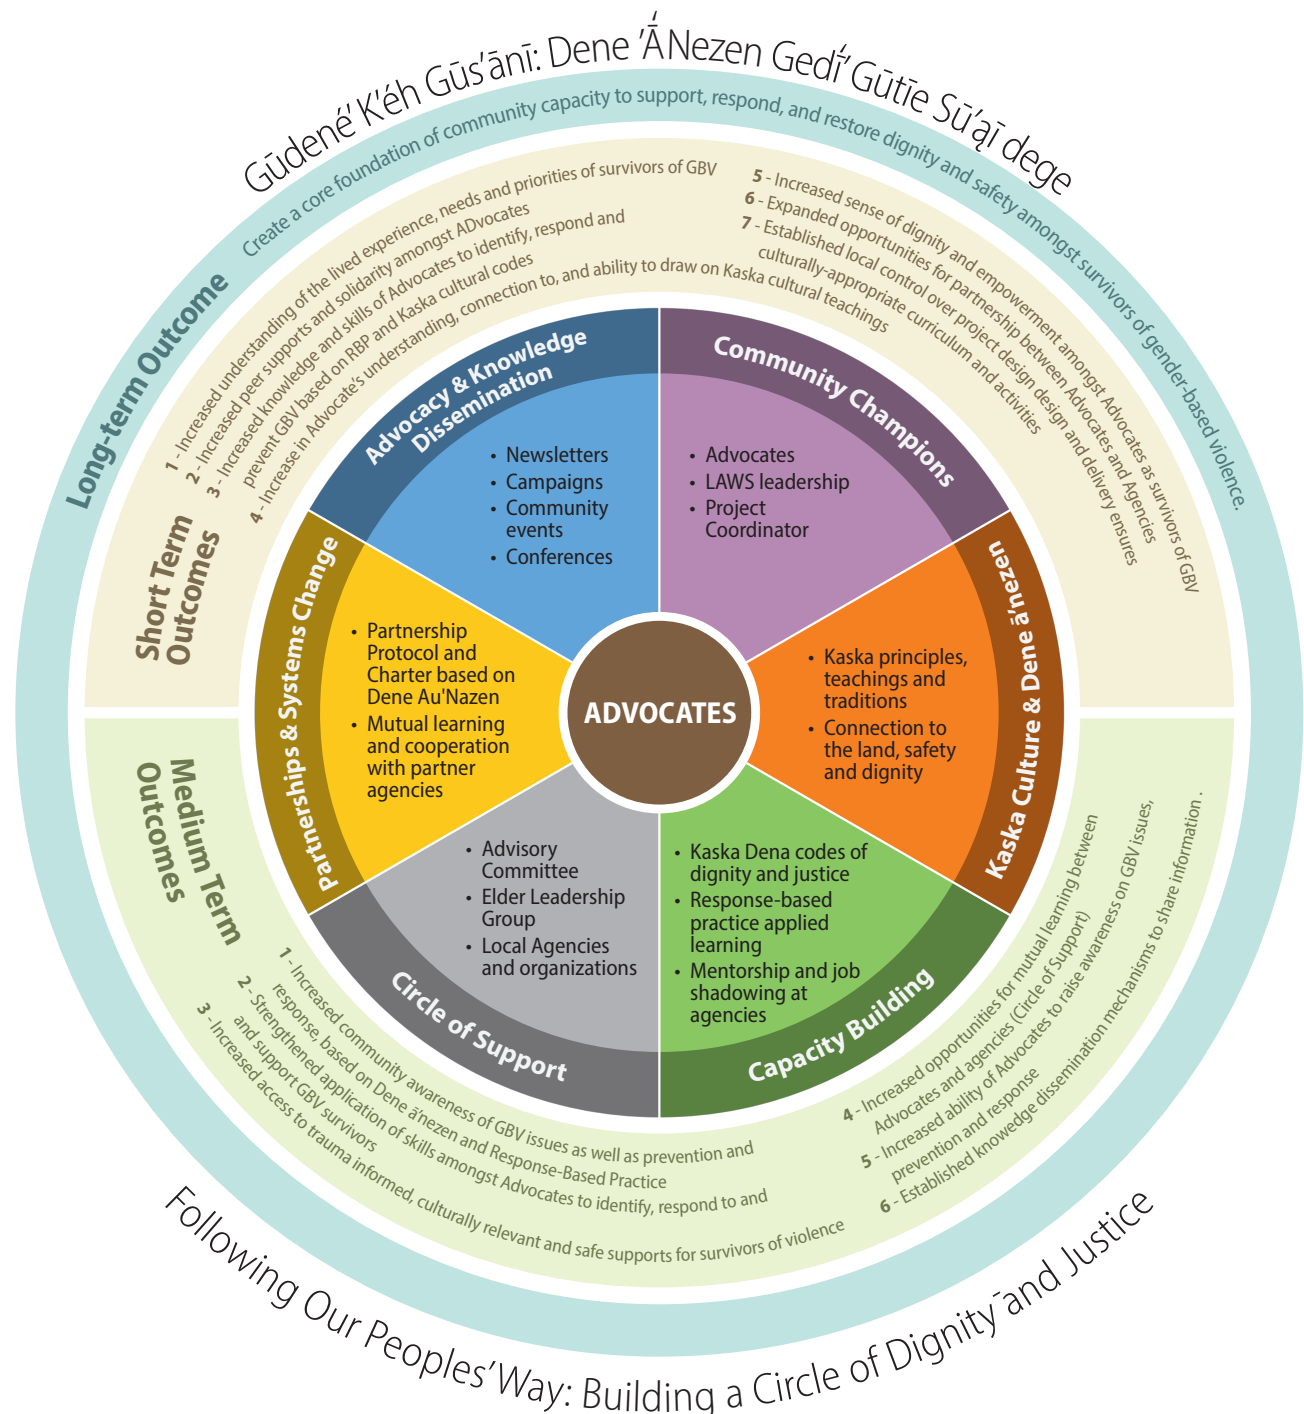 Gūdené' K'éh Gūs'ānī: Dene 'Ā́ Nezen Gedī́' Gūtīe Sū'ąī dege
Long-term Outcome
Create a core foundation of community capacity to support, respond, and restore dignity and safety amongst survivors of gender-based violence.
Short Term
Outcomes
1 - Increased understanding of the lived experience, needs and priorities of survivors of GBV
2 - Increased peer supports and solidarity amongst ADvocates
3 - Increased knowledge and skills of Advocates to identify, respond and
prevent GBV based on RBP and Kaska cultural codes
4 - Increase in Advocate's understanding, connection to, and ability to draw on Kaska cultural teachings
5 - Increased sense of dignity and empowerment amongst Advocates as survivors of GBV
6 - Expanded opportunities for partnership between Advocates and Agencies
7 - Established local control over project design design and delivery ensures
culturally-appropriate curriculum and activities
Advocacy & Knowledge
Dissemination
• Newsletters
• Campaigns
• Community
events
• Conferences
Community Champions
• Advocates
• LAWS leadership
• Project
Coordinator
Partnerships & Systems Change
• Partnership
Protocol and
Charter based on
Dene Au'Nazen
• Mutual learning
and cooperation
with partner
agencies
ADVOCATES
Kaska Culture & Dene ā'nezen
• Kaska principles,
teachings and
traditions
• Connection to
the land, safety
and dignity
Circle of Support
• Advisory
Committee
• Elder Leadership
Group
• Local Agencies
and organizations
Capacity Building
• Kaska Dena codes of
dignity and justice
• Response-based
practice applied
learning
• Mentorship and job
shadowing at
agencies
Medium Term
Outcomes
1 - Increased community awareness of GBV issues as well as prevention and
response, based on Dene ā'nezen and Response-Based Practice
2 - Strengthened application of skills amongst Advocates to identify, respond to and
and support GBV survivors
3 - Increased access to trauma informed, culturally relevant and safe supports for survivors of violence
4 - Increased opportunities for mutual learning between
Advocates and agencies (Circle of Support)
5 - Increased ability of Advocates to raise awareness on GBV issues,
prevention and response
6 - Established knowledge dissemination mechanisms to share information .
Following Our Peoples' Way: Building a Circle of Dignity ̄and Justice